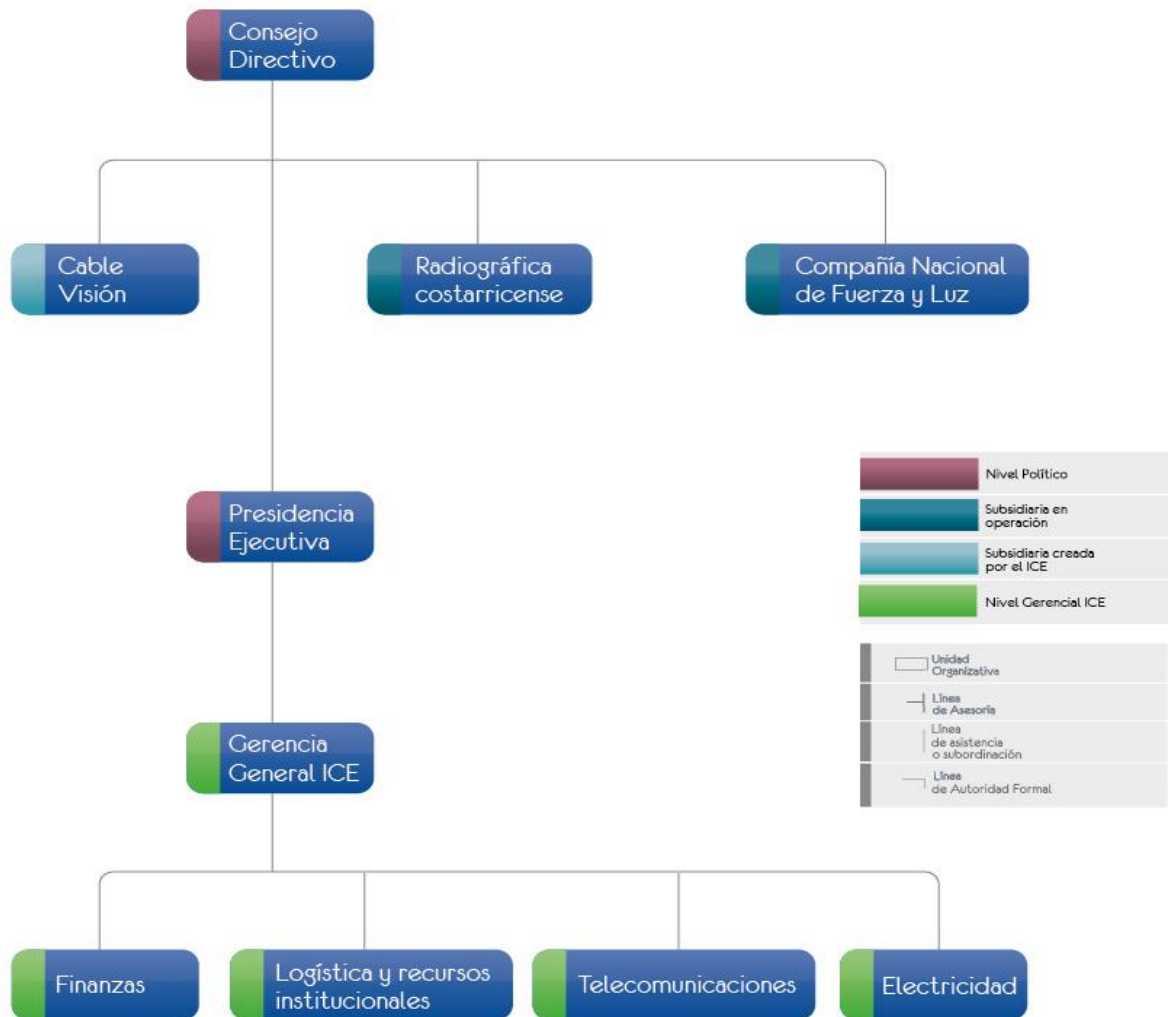 Consejo
Directivo
Cable
Visión
Radiográfica
costarricense
Compañía Nacional
de Fuerza y Luz
Presidencia
Ejecutiva
Nivel Político
Subsidiaria en
operación
Subsidiaria creada
por el ICE
Nivel Gerencial ICE
Unidad
Organizativa
Línea
de Asesoría
Línea
de asistencia
o subordinación
Línea
de Autoridad Formal
Gerencia
General ICE
Finanzas
Logística y recursos
institucionales
Telecomunicaciones
Electricidad